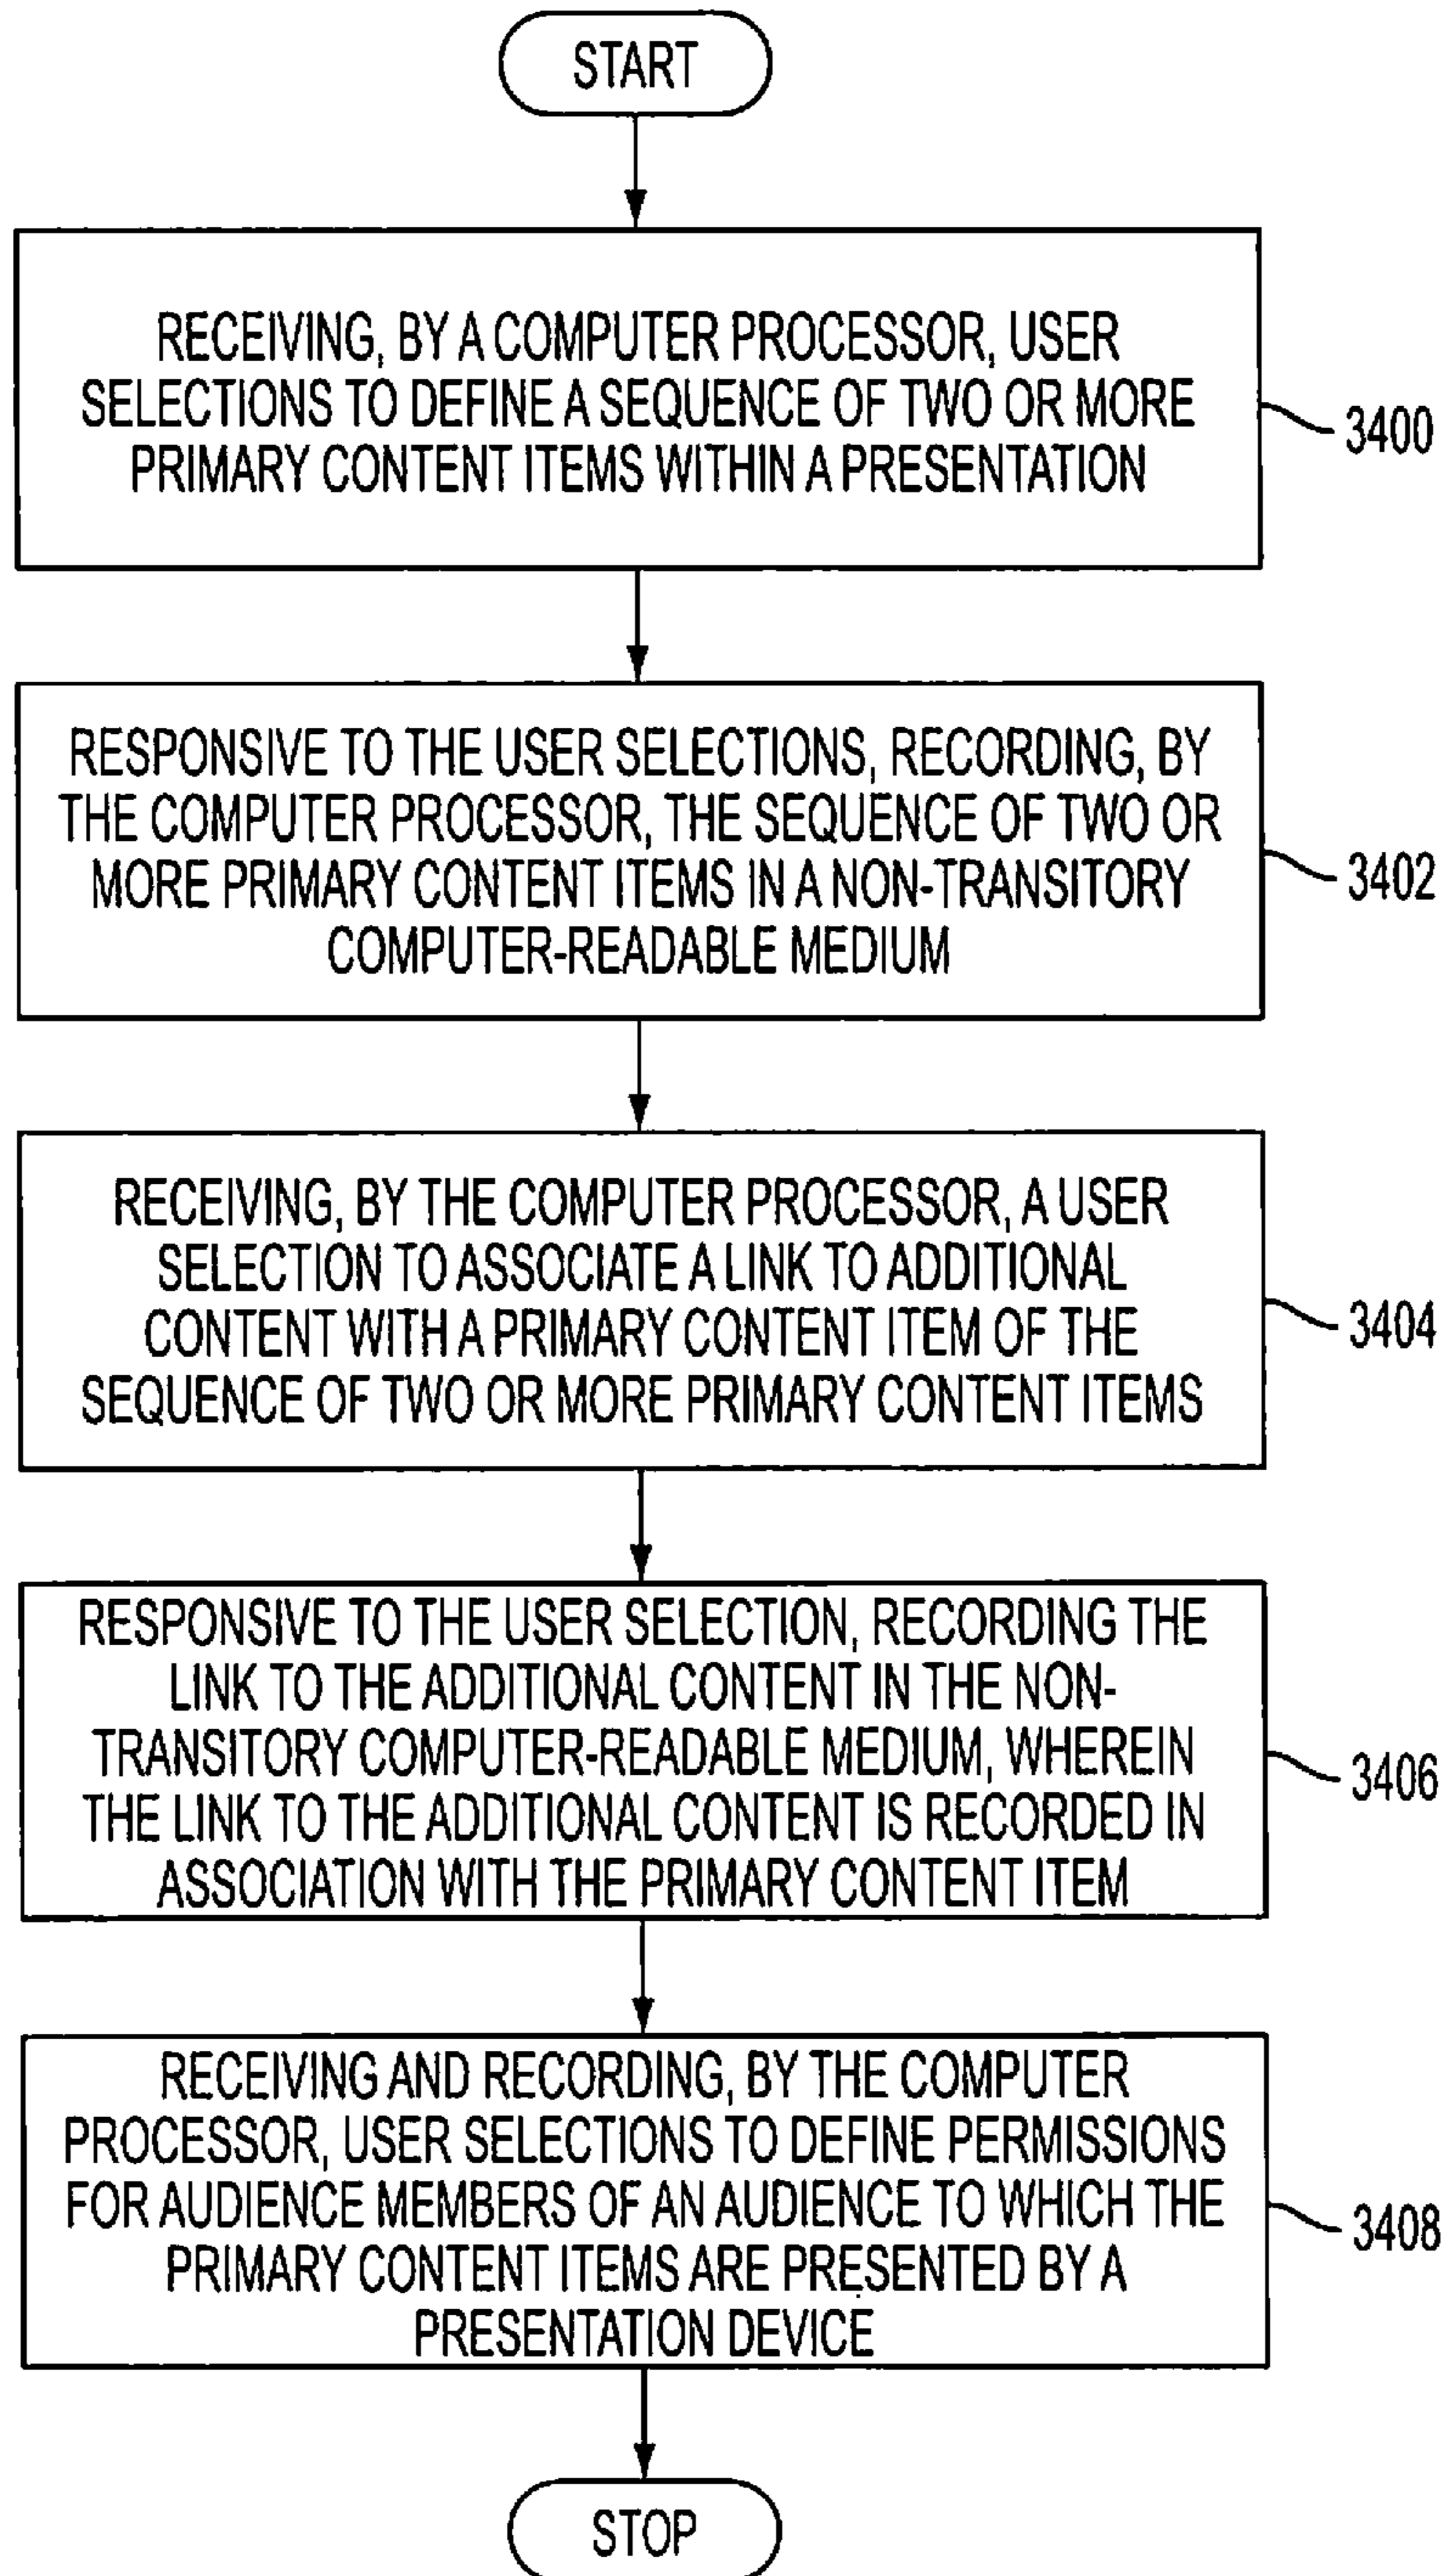 START
RECEIVING, BY A COMPUTER PROCESSOR, USER
SELECTIONS TO DEFINE A SEQUENCE OF TWO OR MORE
PRIMARY CONTENT ITEMS WITHIN A PRESENTATION
3400
RESPONSIVE TO THE USER SELECTIONS, RECORDING, BY
THE COMPUTER PROCESSOR, THE SEQUENCE OF TWO OR
MORE PRIMARY CONTENT ITEMS IN A NON-TRANSITORY
COMPUTER-READABLE MEDIUM
3402
RECEIVING, BY THE COMPUTER PROCESSOR, A USER
SELECTION TO ASSOCIATE A LINK TO ADDITIONAL
CONTENT WITH A PRIMARY CONTENT ITEM OF THE
SEQUENCE OF TWO OR MORE PRIMARY CONTENT ITEMS
3404
RESPONSIVE TO THE USER SELECTION, RECORDING THE
LINK TO THE ADDITIONAL CONTENT IN THE NON-
TRANSITORY COMPUTER-READABLE MEDIUM, WHEREIN
THE LINK TO THE ADDITIONAL CONTENT IS RECORDED IN
ASSOCIATION WITH THE PRIMARY CONTENT ITEM
3406
RECEIVING AND RECORDING, BY THE COMPUTER
PROCESSOR, USER SELECTIONS TO DEFINE PERMISSIONS
FOR AUDIENCE MEMBERS OF AN AUDIENCE TO WHICH THE
PRIMARY CONTENT ITEMS ARE PRESENTED BY A
PRESENTATION DEVICE
3408
STOP